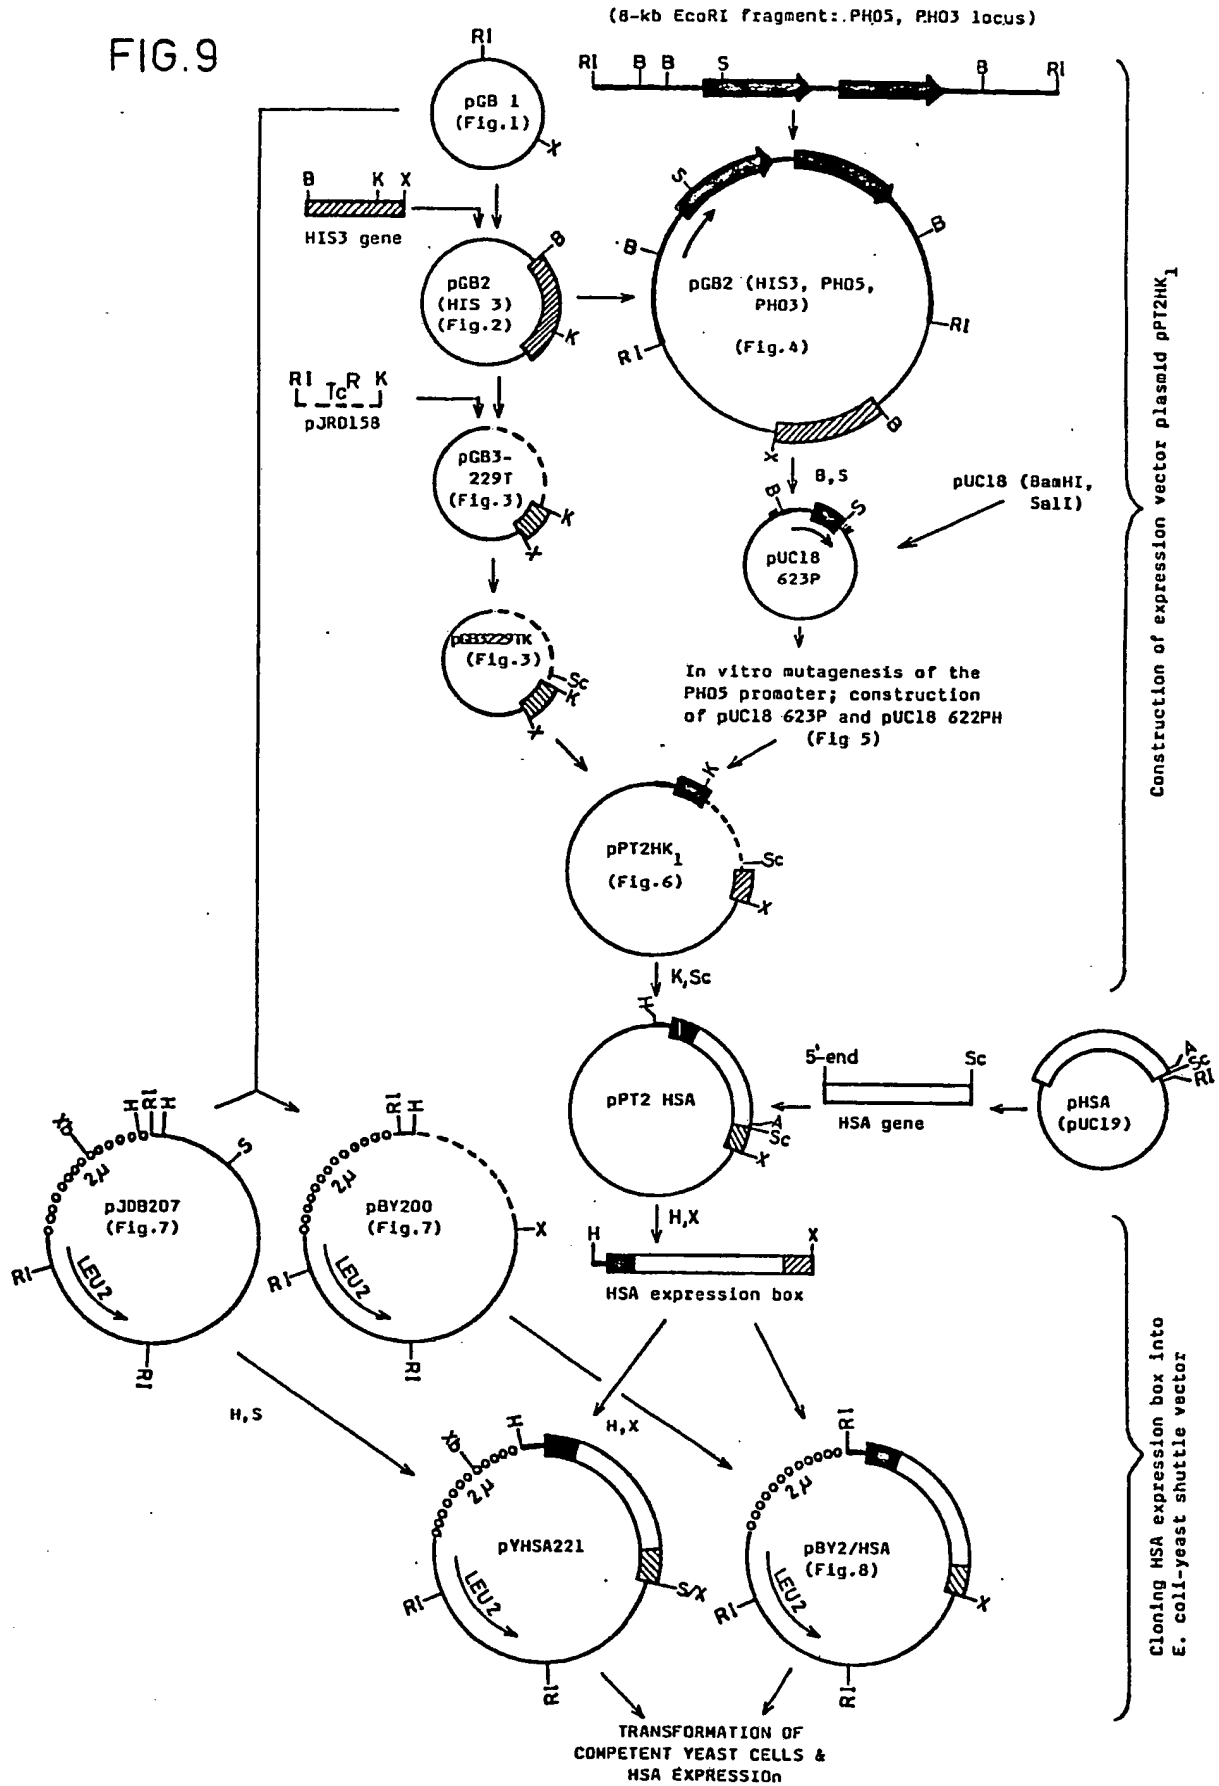 FIG.9
(8-kb EcoRI fragment: PHO5, PHO3 locus)
RI
RI B B S B RI
pGB 1
(Fig.1)
X
B K X
HIS3 gene
B
pGB2
(HIS 3)
(Fig.2)
K
S
B
B
pGB2 (HIS3, PHO5,
PHO3)
(Fig.4)
RI
RI
B
X
RI TcR K
pJRD158
pGB3-
229T
(Fig.3)
K
X
B,S
pUC18 (BamHI,
SalI)
B
S
pUC18
623P
pGB3229TK
(Fig.3)
Sc
K
X
In vitro mutagenesis of the
PHO5 promoter; construction
of pUC18 623P and pUC18 622PH
(Fig 5)
K
pPT2HK1
(Fig.6)
Sc
X
Construction of expression vector plasmid pPT2HK1
K,Sc
H
pPT2 HSA
A
Sc
X
5'-end Sc
HSA gene
A
Sc
RI
pHSA
(pUC19)
Xb
H
RI
H
S
2µ
pJDB207
(Fig.7)
LEU2
RI
RI
RI
H
2µ
pBY200
(Fig.7)
X
LEU2
RI
RI
H,X
H X
HSA expression box
H,S
H,X
Xb
H
2µ
pYHSA221
S/X
LEU2
RI
RI
RI
2µ
pBY2/HSA
(Fig.8)
X
LEU2
RI
RI
Cloning HSA expression box into
E. coli-yeast shuttle vector
TRANSFORMATION OF
COMPETENT YEAST CELLS &
HSA EXPRESSIOn